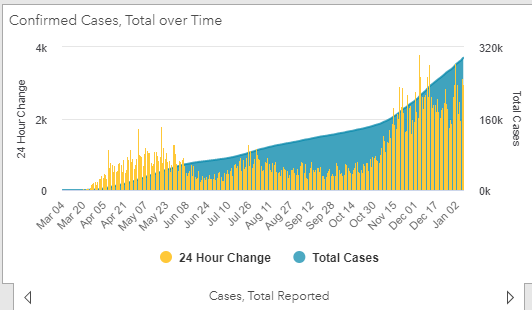 Confirmed Cases, Total over Time
4k
320k
2k
160k
0
0k
24 Hour Change
Total Cases
Mar 04
Mar 20
Apr 05
Apr 21
May 07
May 23
Jun 08
Jun 24
Jul 10
Jul 26
Aug 11
Aug 27
Sep 12
Sep 28
Oct 14
Oct 30
Nov 15
Dec 01
Dec 17
Jan 02
24 Hour Change
Total Cases
Cases, Total Reported